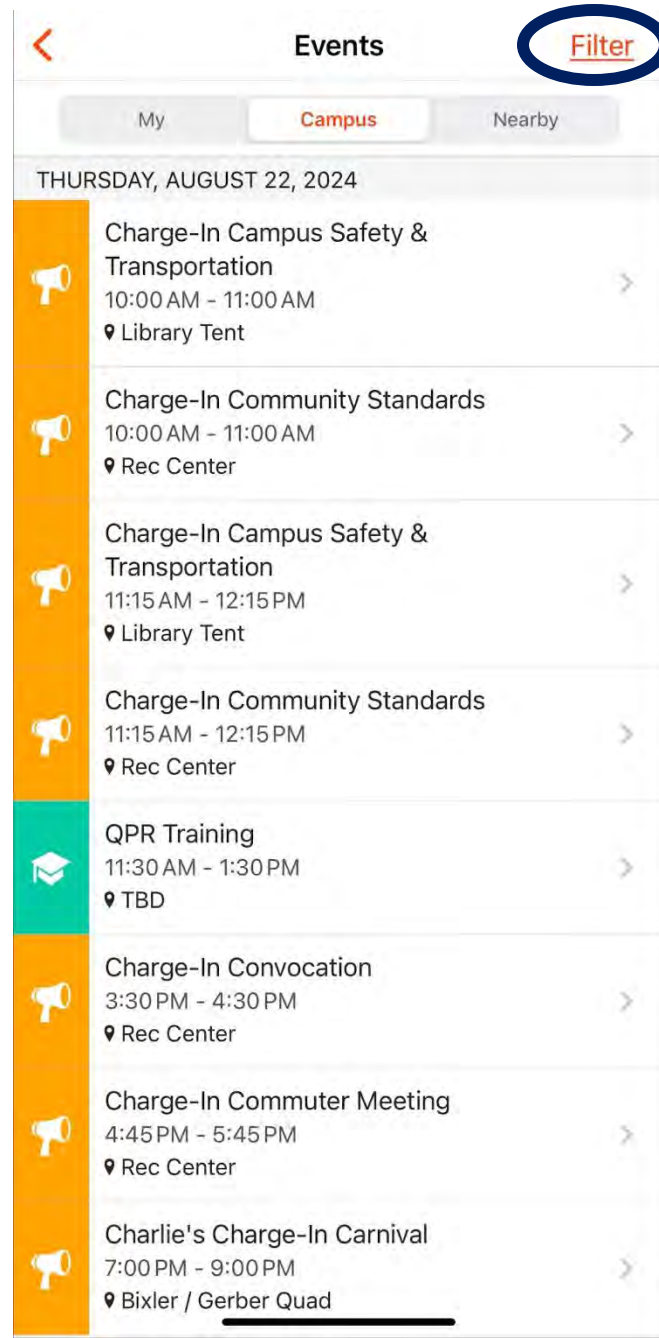 Events
Filter
My
Campus
Nearby
THURSDAY, AUGUST 22, 2024
Charge-In Campus Safety &
Transportation
10:00 AM - 11:00 AM
Library Tent
Charge-In Community Standards
10:00 AM - 11:00 AM
Rec Center
Charge-In Campus Safety &
Transportation
11:15 AM - 12:15 PM
Library Tent
Charge-In Community Standards
11:15 AM - 12:15 PM
Rec Center
QPR Training
11:30 AM - 1:30 PM
TBD
Charge-In Convocation
3:30 PM - 4:30 PM
Rec Center
Charge-In Commuter Meeting
4:45 PM - 5:45 PM
Rec Center
Charlie's Charge-In Carnival
7:00 PM - 9:00 PM
Bixler / Gerber Quad